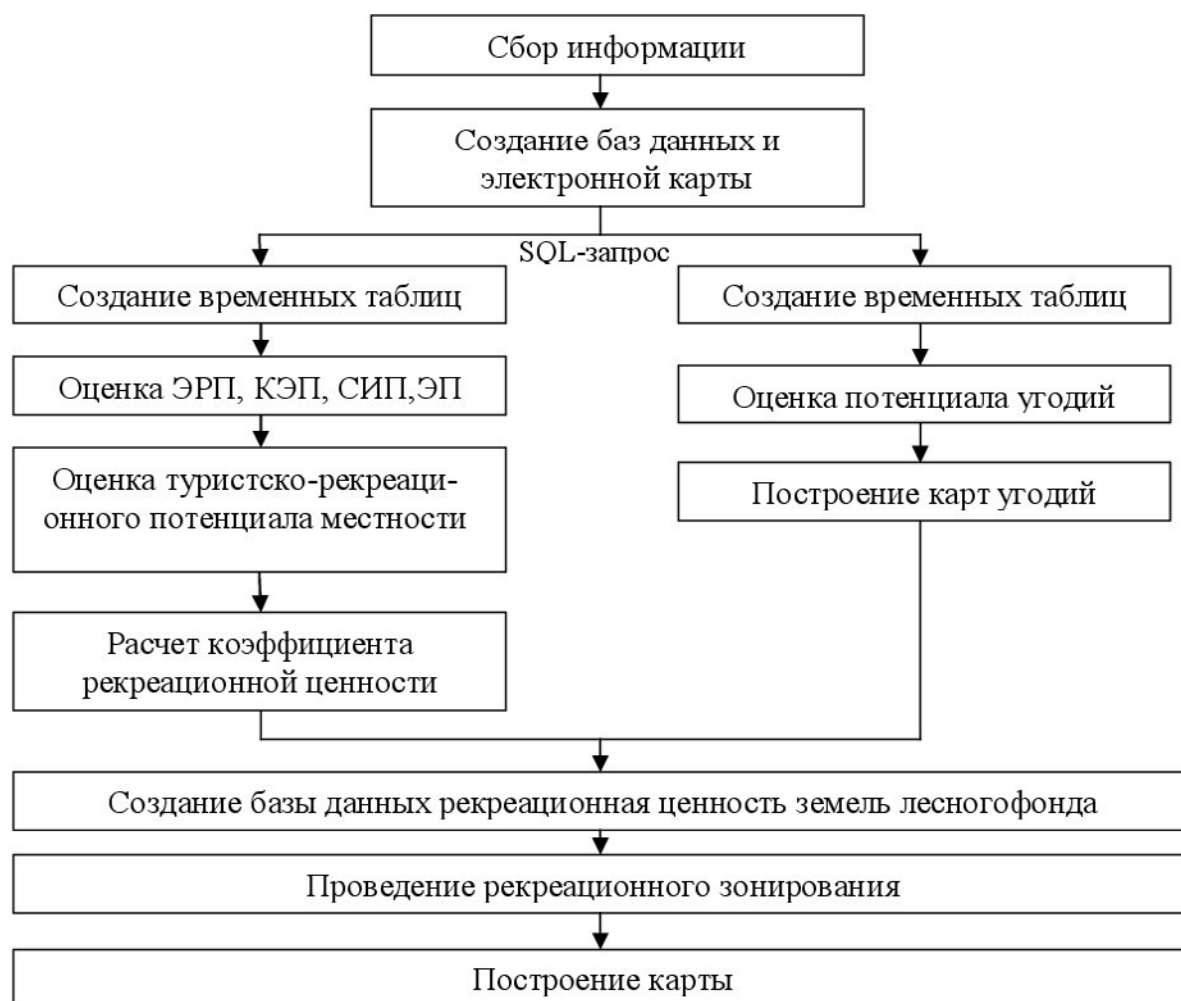 Сбор информации
Создание баз данных и
электронной карты
SQL-запрос
Создание временных таблиц
Оценка ЭРП, КЭП, СИП,ЭП
Оценка туристско-рекреаци-
онного потенциала местности
Расчет коэффициента
рекреационной ценности
Создание временных таблиц
Оценка потенциала угодий
Построение карт угодий
Создание базы данных рекреационная ценность земель лесногофонда
Проведение рекреационного зонирования
Построение карты